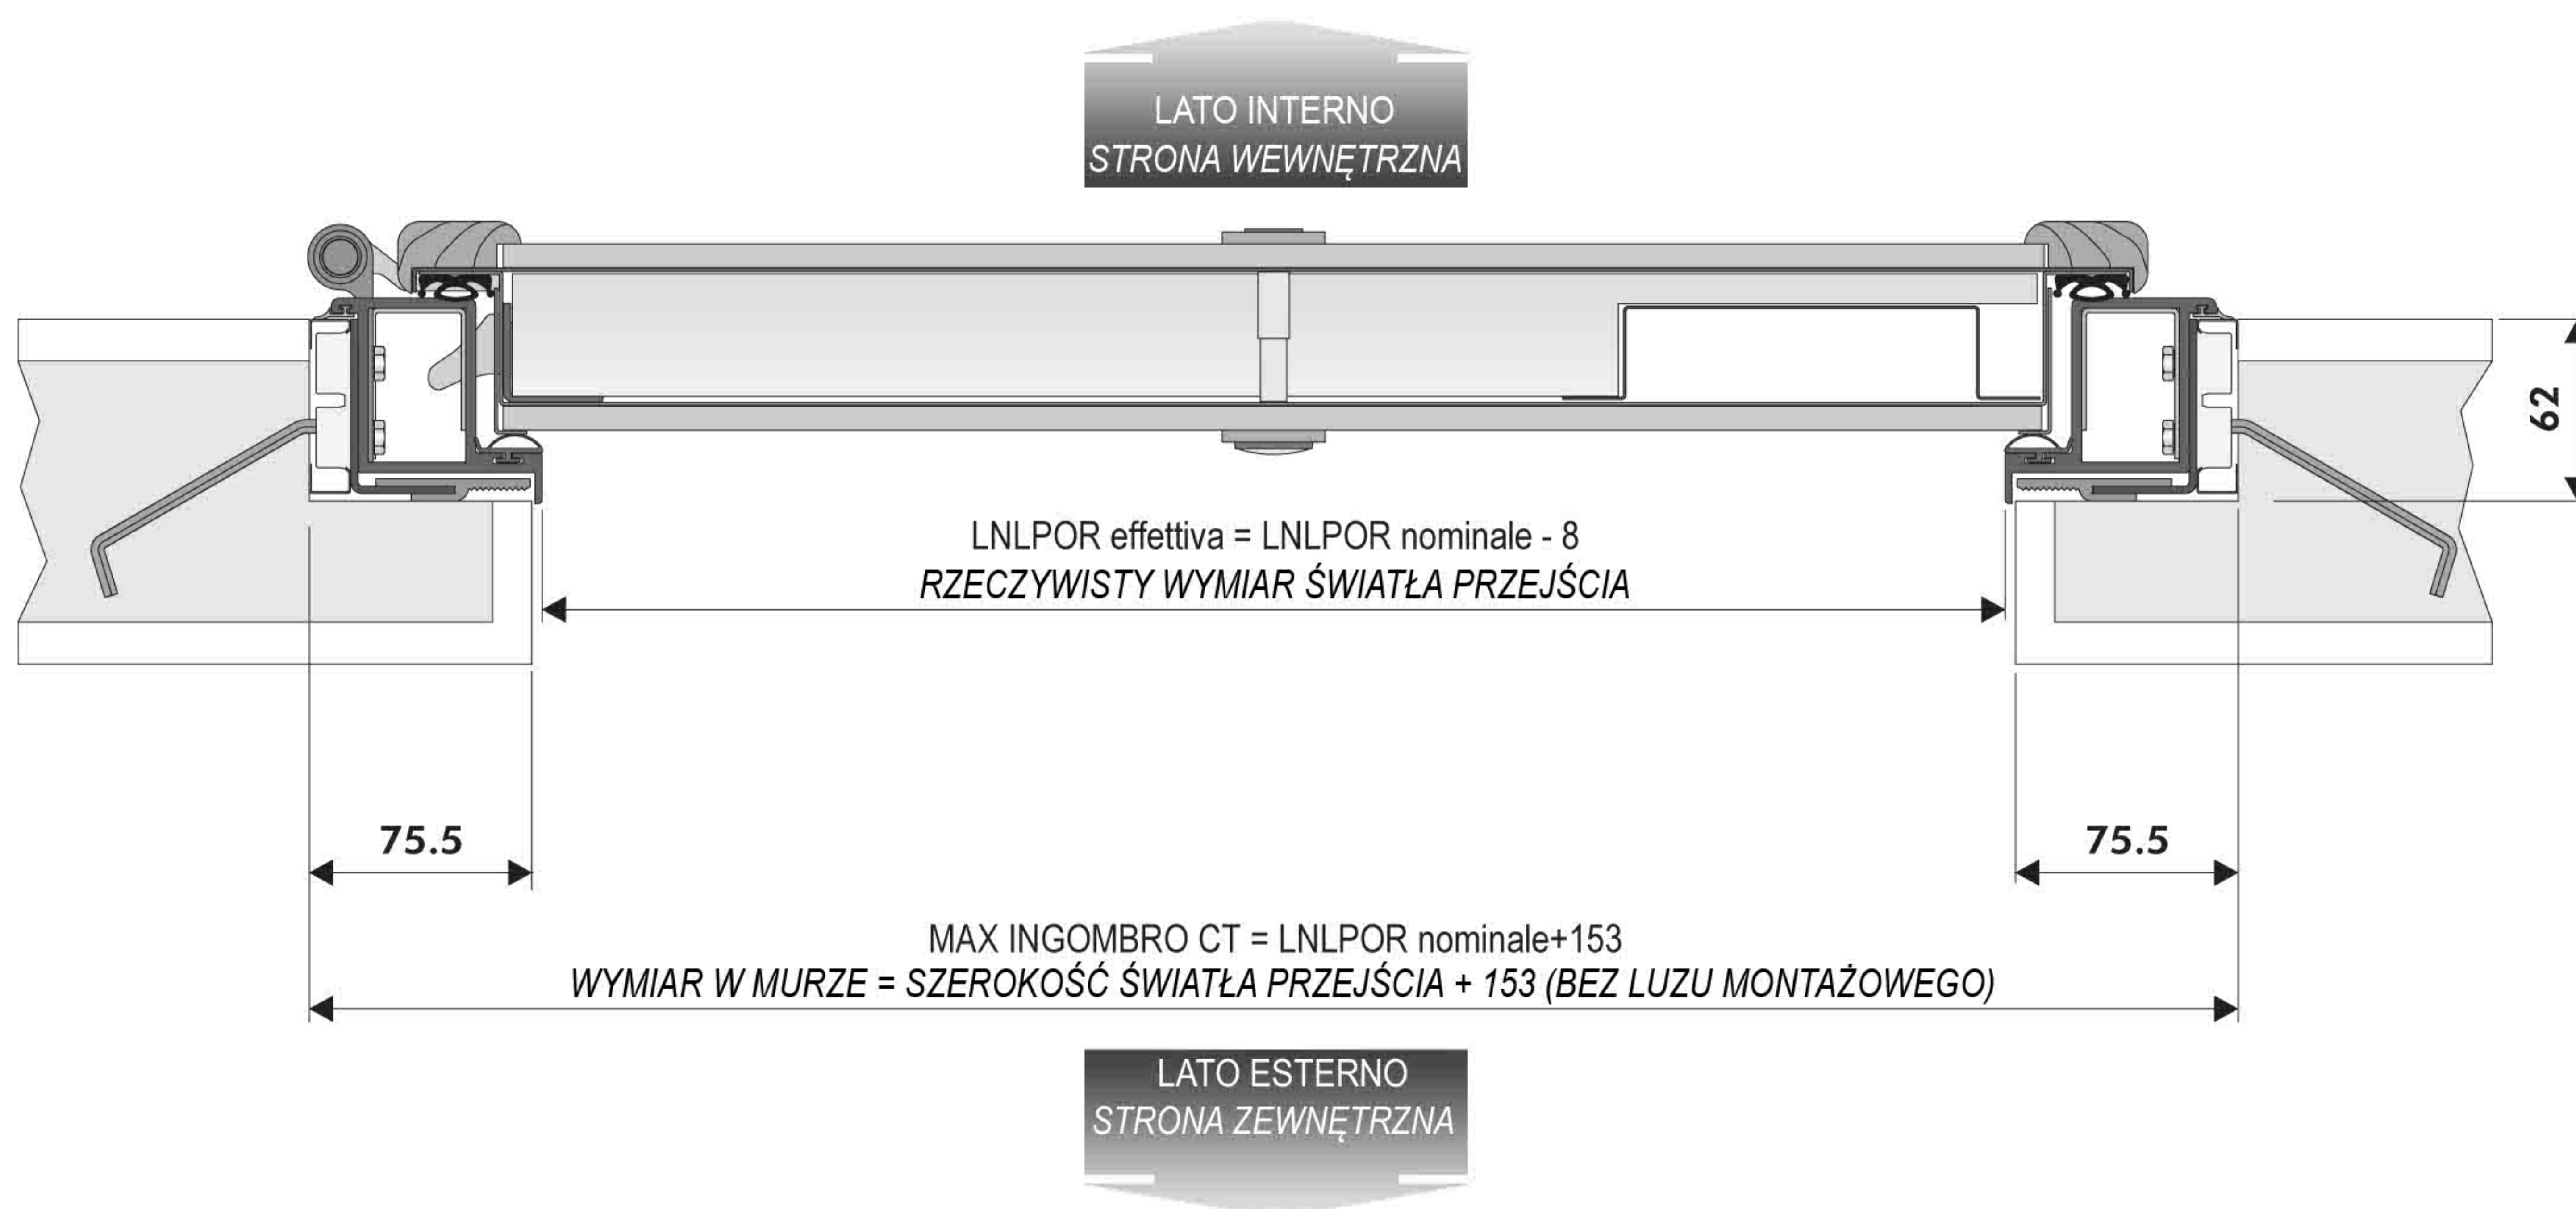 LATO INTERNO
STRONA WEWNĘTRZNA
62
LNLPOR effettiva = LNLPOR nominale - 8
RZECZYWISTY WYMIAR ŚWIATŁA PRZEJŚCIA
75.5
75.5
MAX INGOMBRO CT = LNLPOR nominale+153
WYMIAR W MURZE = SZEROKOŚĆ ŚWIATŁA PRZEJŚCIA + 153 (BEZ LUZU MONTAŻOWEGO)
LATO ESTERNO
STRONA ZEWNĘTRZNA